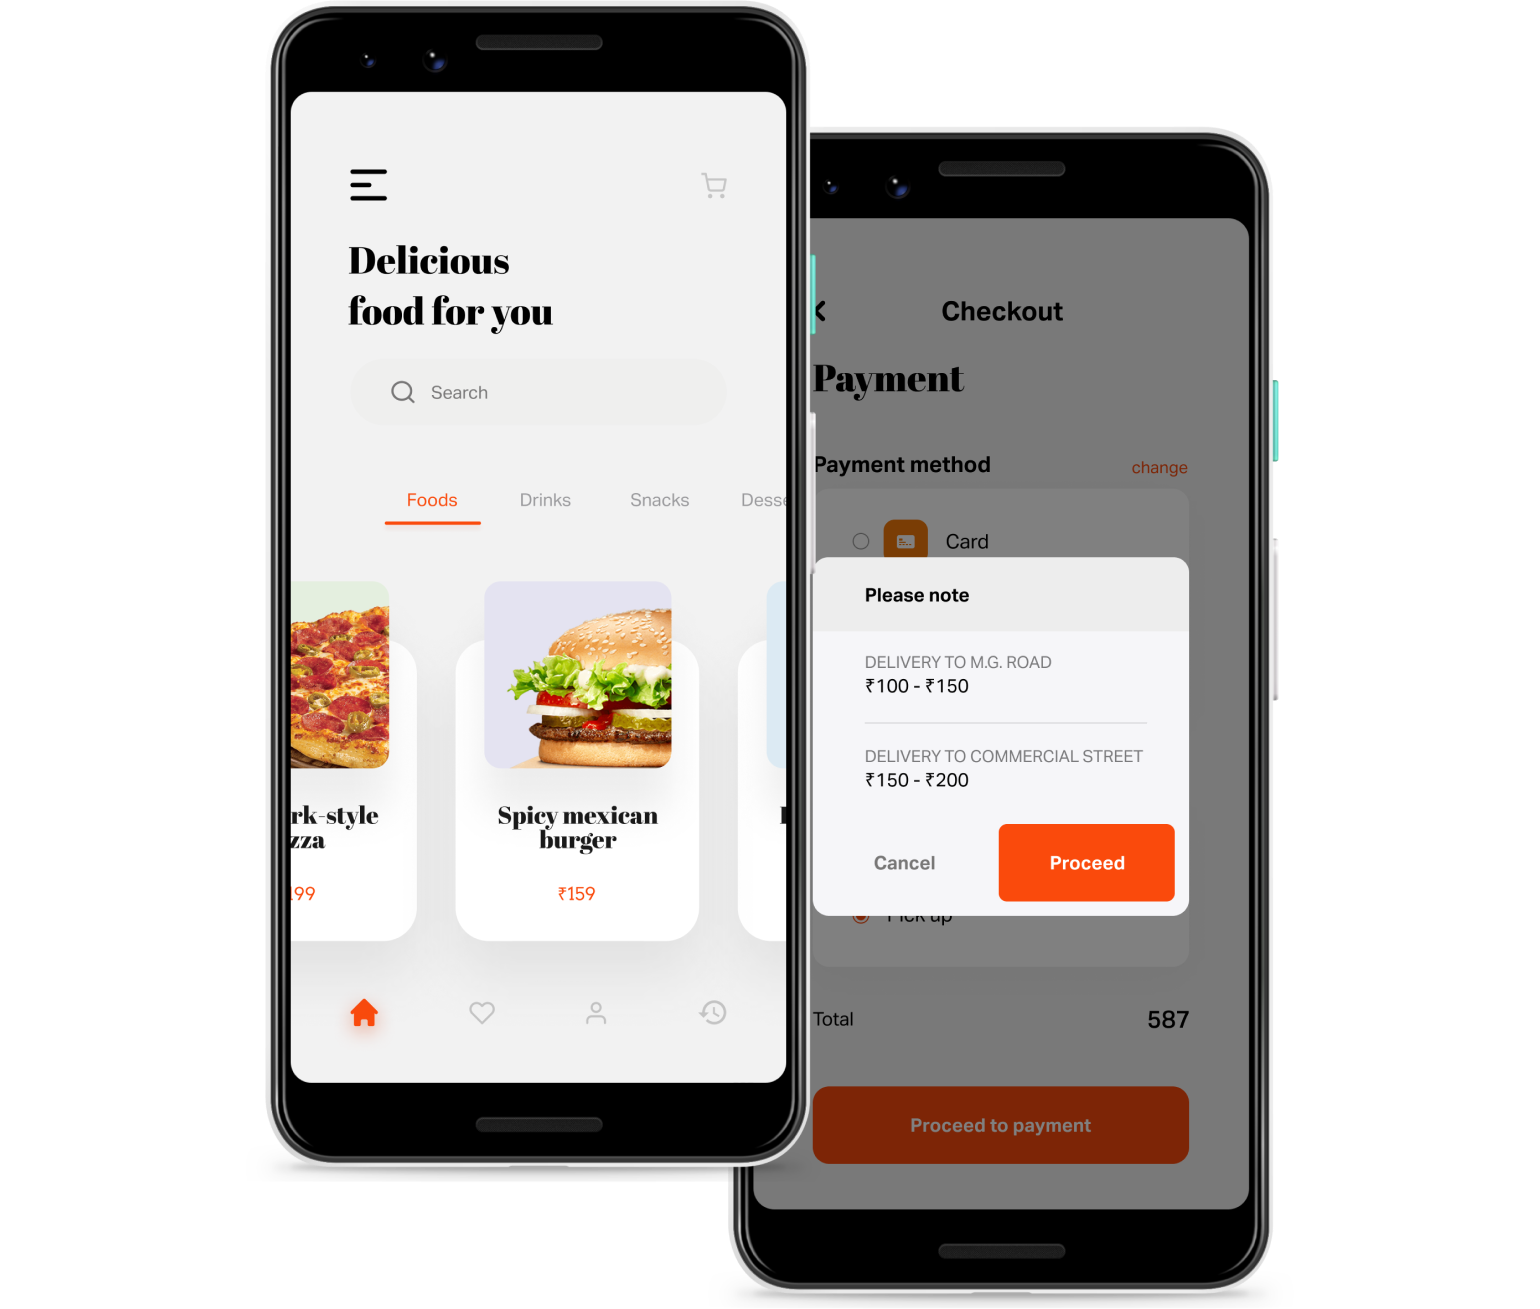 Delicious
food for you
Search
Foods Drinks Snacks Desse
rk-style
zza
199
Spicy mexican
burger
₹159
Checkout
Payment
Payment method
change
Card
Please note
DELIVERY TO M.G. ROAD
₹100 - ₹150
DELIVERY TO COMMERCIAL STREET
₹150 - ₹200
Cancel
Proceed
Pick up
Total
587
Proceed to payment